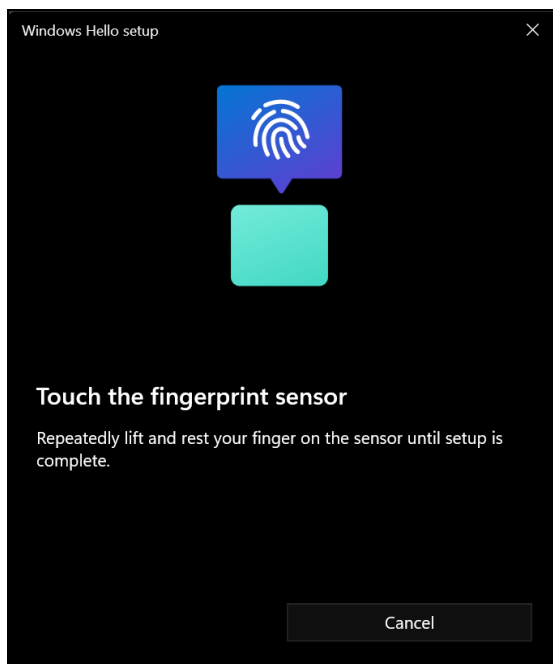 Windows Hello setup
Touch the fingerprint sensor
Repeatedly lift and rest your finger on the sensor until setup is
complete.
Cancel